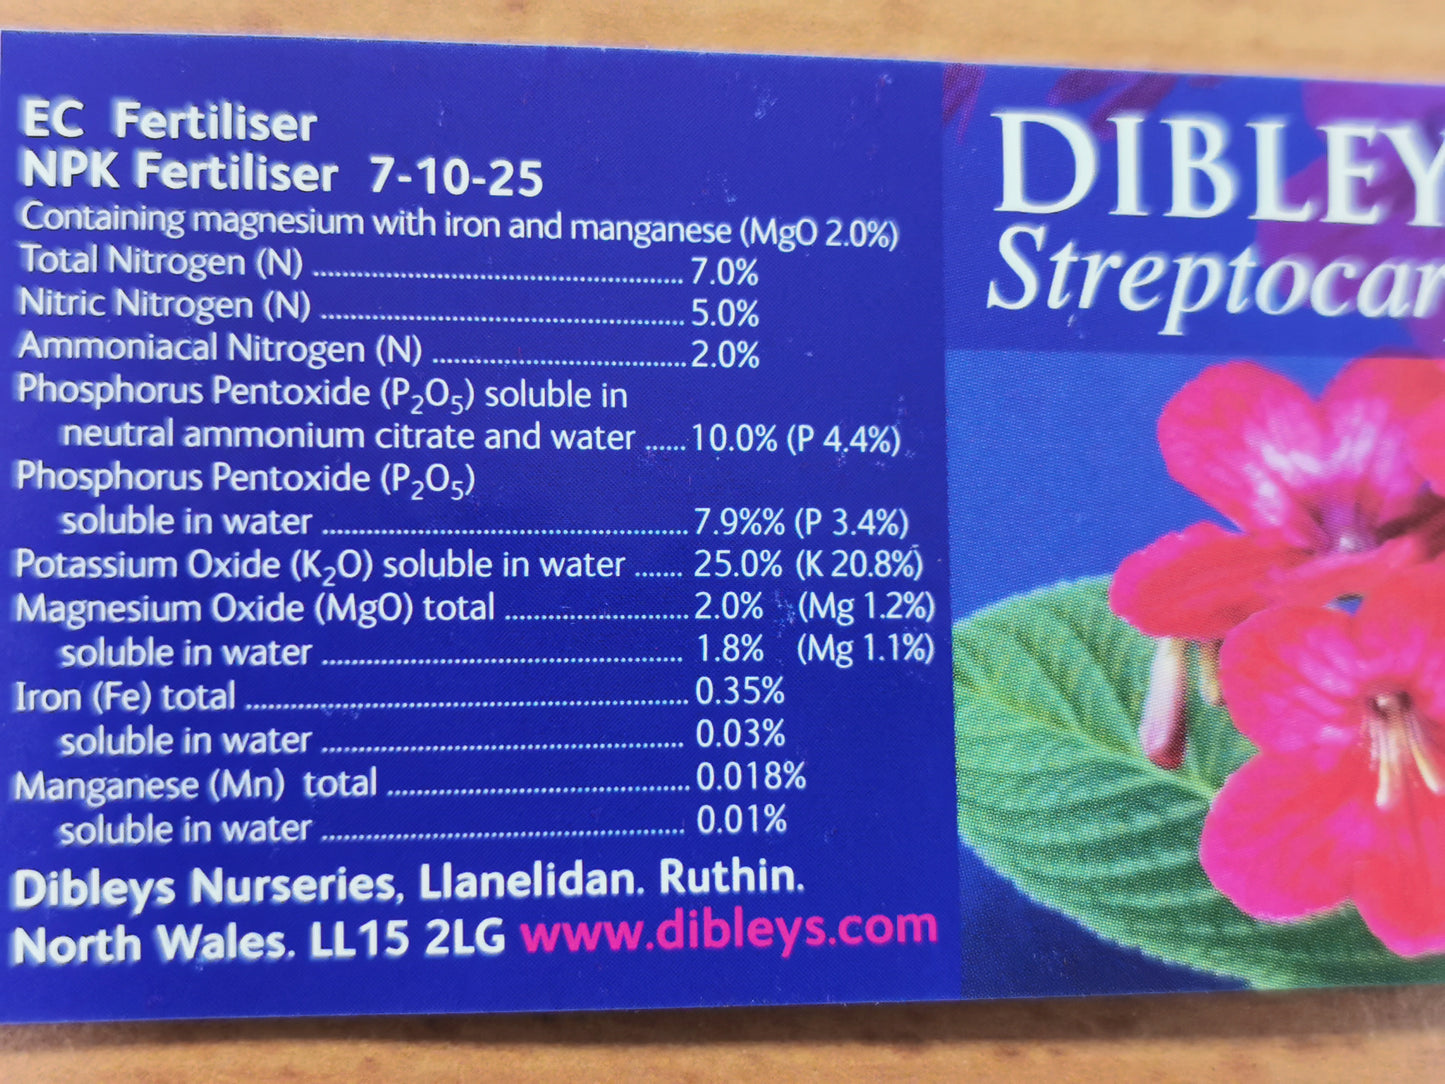 EC Fertiliser
NPK Fertiliser 7-10-25
Containing magnesium with iron and manganese (MgO 2.0%)
Total Nitrogen (N) ............................................... 7.0%
Nitric Nitrogen (N) .............................................. 5.0%
Ammoniacal Nitrogen (N) ................................ 2.0%
Phosphorus Pentoxide (P₂O₅) soluble in
neutral ammonium citrate and water ...... 10.0% (P 4.4%)
Phosphorus Pentoxide (P₂O₅)
soluble in water .............................................. 7.9%% (P 3.4%)
Potassium Oxide (K₂O) soluble in water ....... 25.0% (K 20.8%)
Magnesium Oxide (MgO) total ....................... 2.0% (Mg 1.2%)
soluble in water .............................................. 1.8% (Mg 1.1%)
Iron (Fe) total ........................................................ 0.35%
soluble in water .............................................. 0.03%
Manganese (Mn) total ...................................... 0.018%
soluble in water .............................................. 0.01%
Dibleys Nurseries, Llanelidan. Ruthin.
North Wales. LL15 2LG www.dibleys.com
DIBLEY
Streptocar